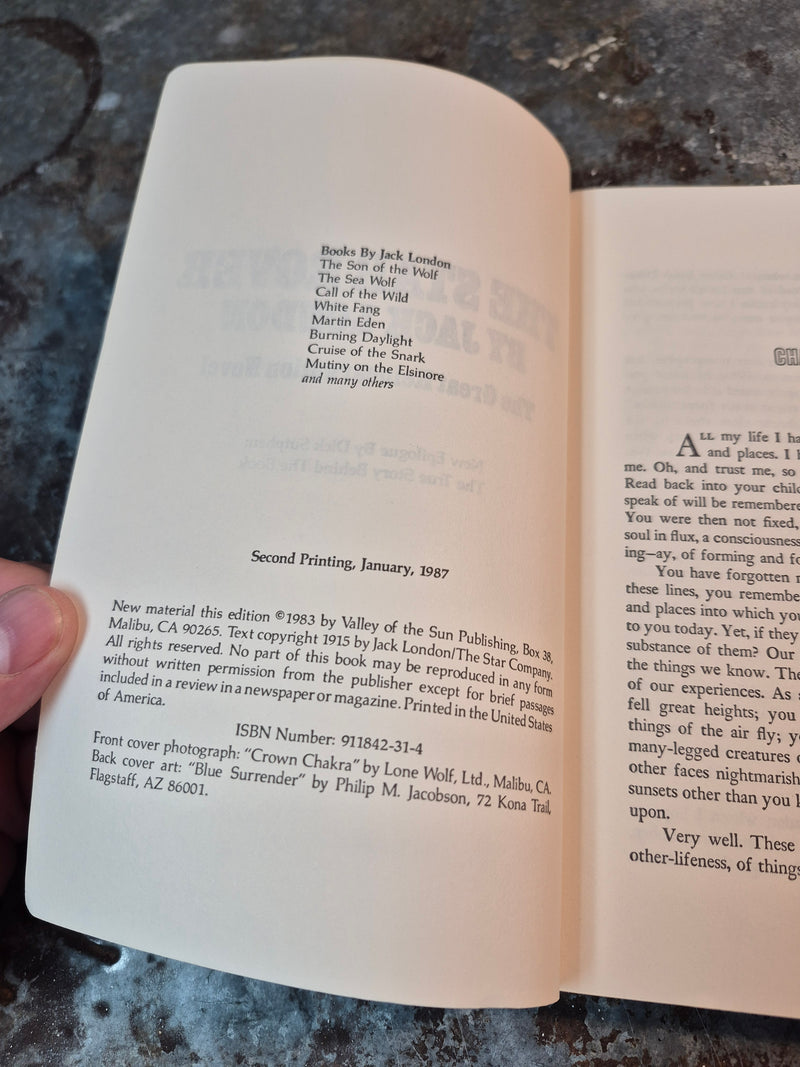 Books By Jack London
The Son of the Wolf
The Sea Wolf
Call of the Wild
White Fang
Martin Eden
Burning Daylight
Cruise of the Snark
Mutiny on the Elsinore
and many others
Second Printing, January, 1987
New material this edition ©1983 by Valley of the Sun Publishing, Box 38,
Malibu, CA 90265. Text copyright 1915 by Jack London/The Star Company.
All rights reserved. No part of this book may be reproduced in any form
without written permission from the publisher except for brief passages
included in a review in a newspaper or magazine. Printed in the United States
of America.
ISBN Number: 911842-31-4
Front cover photograph: "Crown Chakra" by Lone Wolf, Ltd., Malibu, CA.
Back cover art: "Blue Surrender" by Philip M. Jacobson, 72 Kona Trail,
Flagstaff, AZ 86001.
ALL my life I
and places. I
me. Oh, and trust me, so
Read back into your
speak of will be
You were then not fixed,
soul in flux, a consciousness
ing—ay, of forming and
You have forgotten
these lines, you
and places into which
to you today. Yet, if they
substance of them? Our
the things we know.
of our experiences. As
fell great heights; you
things of the air fly;
many-legged creatures
other faces nightmarish
sunsets other than you
upon.
Very well. These
other-lifeness, of things